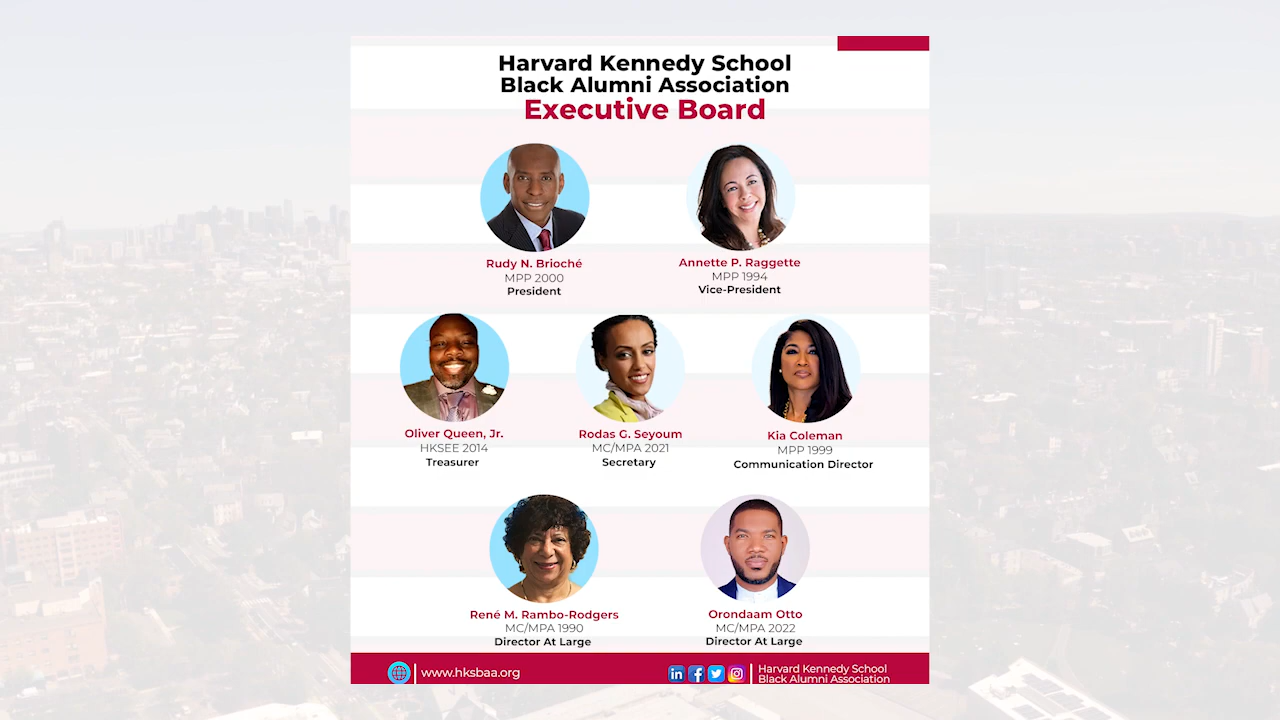 Harvard Kennedy School
Black Alumni Association
Executive Board
Rudy N. Brioché
MPP 2000
President
Annette P. Raggette
MPP 1994
Vice-President
Oliver Queen, Jr.
HKSEE 2014
Treasurer
Rodas G. Seyoum
MC/MPA 2021
Secretary
Kia Coleman
MPP 1999
Communication Director
René M. Rambo-Rodgers
MC/MPA 1990
Director At Large
Orondaam Otto
MC/MPA 2022
Director At Large
www.hksbaa.org
Harvard Kennedy School
Black Alumni Association